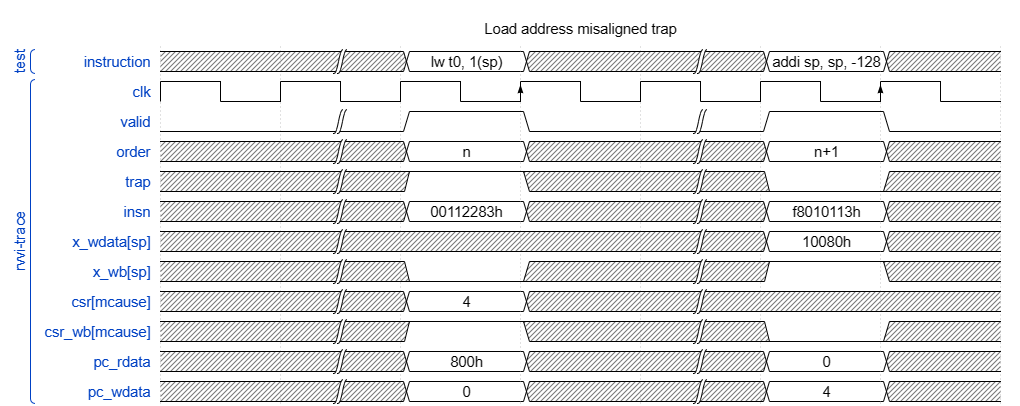 Load address misaligned trap
test
instruction lw t0, 1(sp) addi sp, sp, -128
rvvi-trace
clk
valid
order n n+1
trap
insn 00112283h f8010113h
x_wdata[sp] 10080h
x_wb[sp]
csr[mcause] 4
csr_wb[mcause]
pc_rdata 800h 0
pc_wdata 0 4